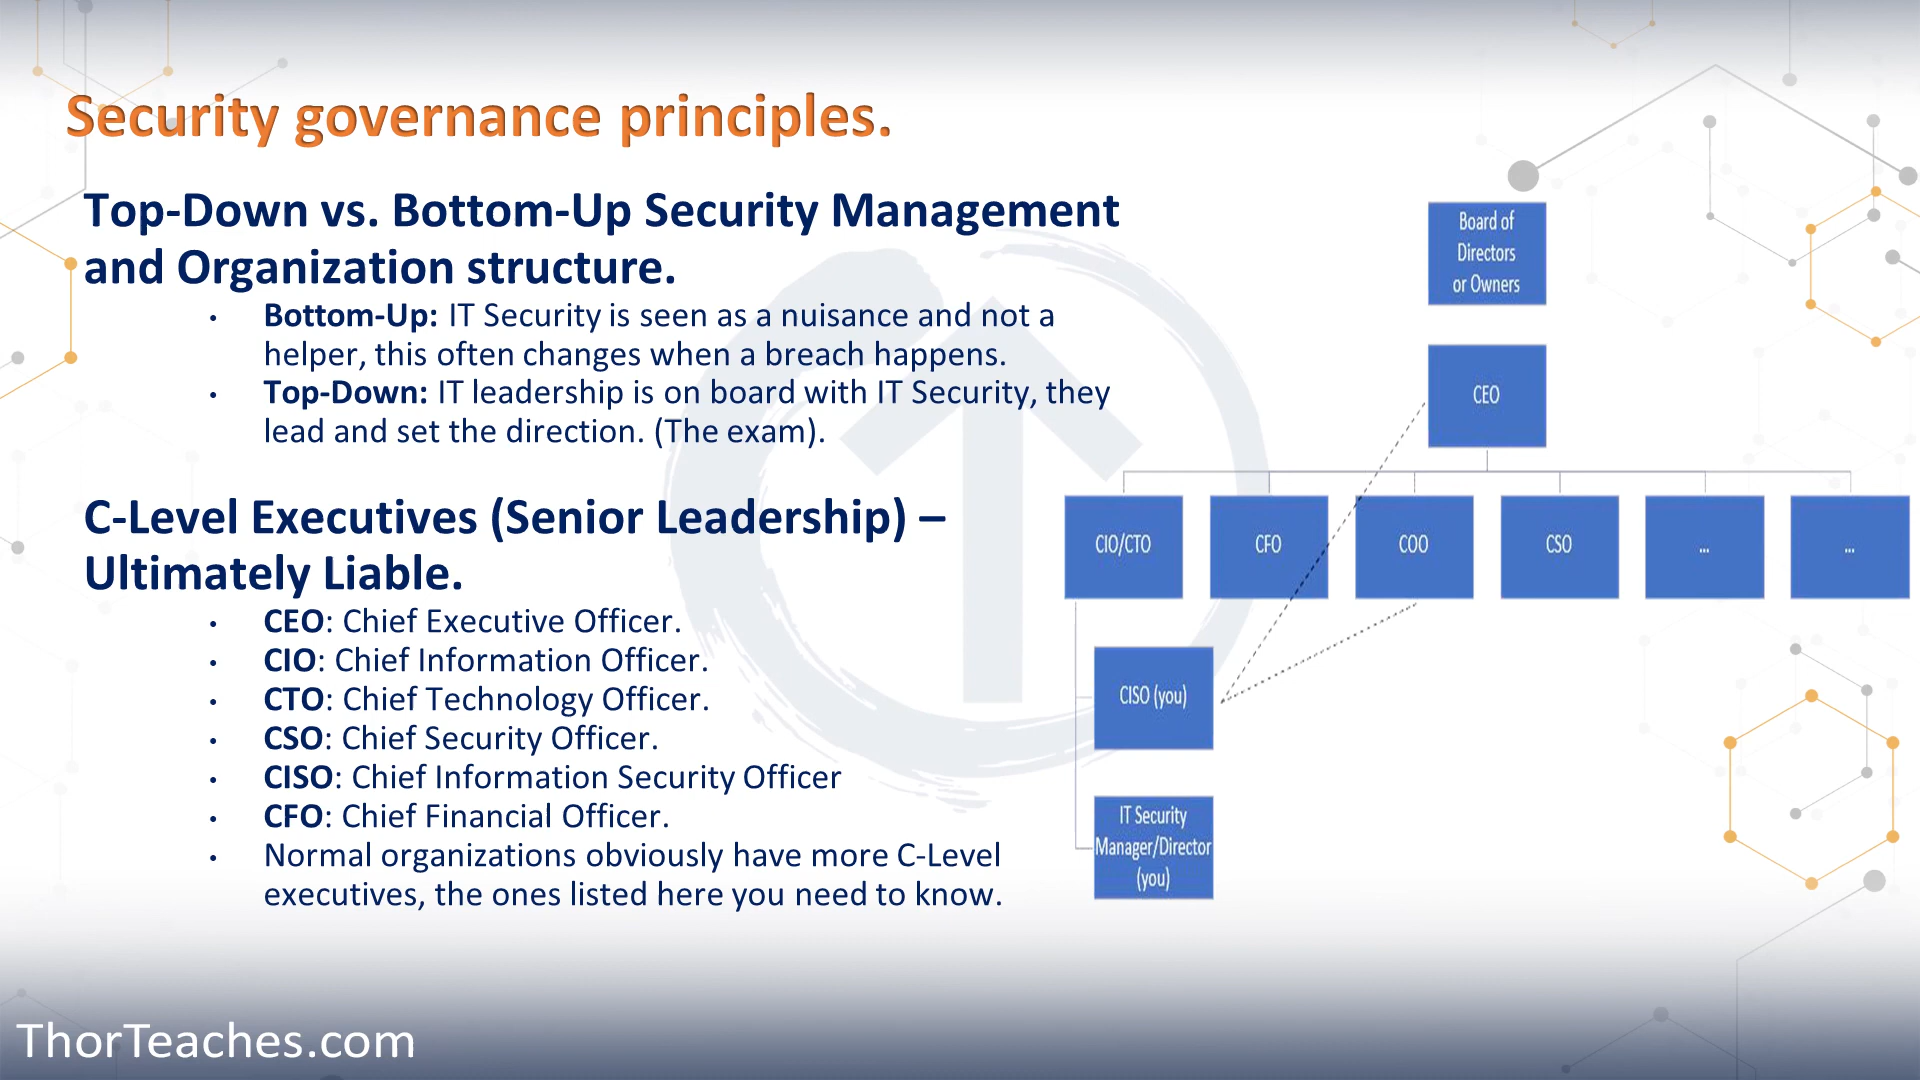 Security governance principles.
Top-Down vs. Bottom-Up Security Management
and Organization structure.
• Bottom-Up: IT Security is seen as a nuisance and not a
helper, this often changes when a breach happens.
• Top-Down: IT leadership is on board with IT Security, they
lead and set the direction. (The exam).
C-Level Executives (Senior Leadership) –
Ultimately Liable.
• CEO: Chief Executive Officer.
• CIO: Chief Information Officer.
• CTO: Chief Technology Officer.
• CSO: Chief Security Officer.
• CISO: Chief Information Security Officer
• CFO: Chief Financial Officer.
• Normal organizations obviously have more C-Level
executives, the ones listed here you need to know.
Board of
Directors
or Owners
CEO
CIO/CTO
CFO
COO
CSO
...
...
CISO (you)
IT Security
Manager/Director
(you)
ThorTeaches.com